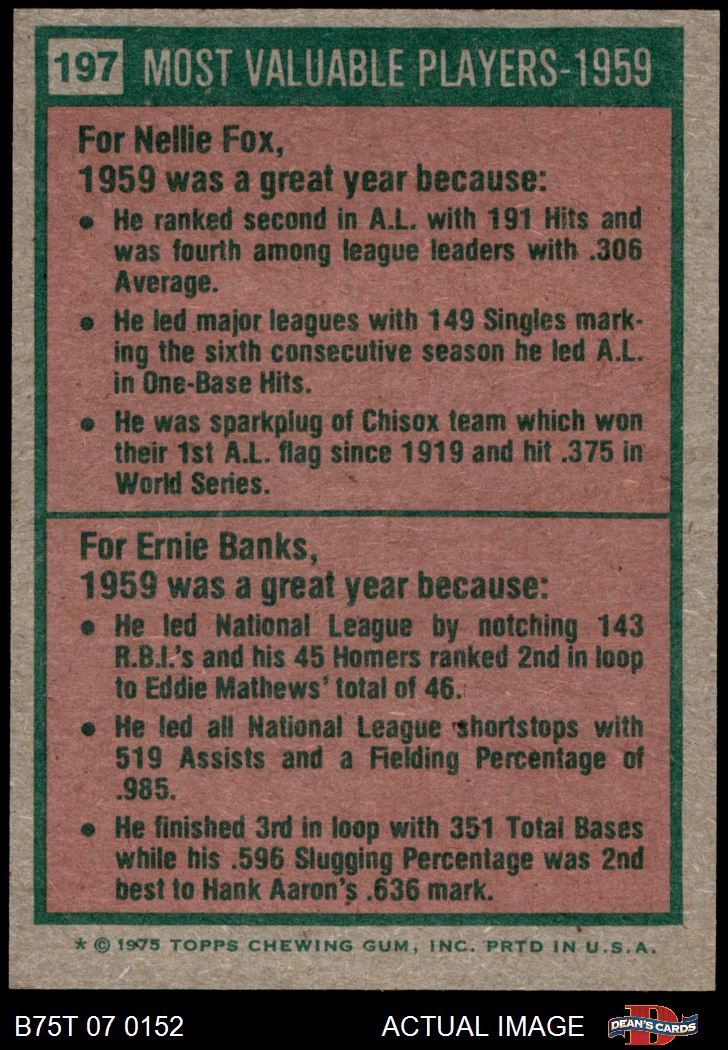 197 MOST VALUABLE PLAYERS-1959
For Nellie Fox,
1959 was a great year because:
• He ranked second in A.L. with 191 Hits and
was fourth among league leaders with .306
Average.
• He led major leagues with 149 Singles mark-
ing the sixth consecutive season he led A.L.
in One-Base Hits.
• He was sparkplug of Chisox team which won
their 1st A.L. flag since 1919 and hit .375 in
World Series.
For Ernie Banks,
1959 was a great year because:
• He led National League by notching 143
R.B.I.'s and his 45 Homers ranked 2nd in loop
to Eddie Mathews' total of 46.
• He led all National League shortstops with
519 Assists and a Fielding Percentage of
.985.
• He finished 3rd in loop with 351 Total Bases
while his .596 Slugging Percentage was 2nd
best to Hank Aaron's .636 mark.
* © 1975 TOPPS CHEWING GUM, INC. PRTD IN U.S.A.
B75T 07 0152 ACTUAL IMAGE D DEAN'S CARDS